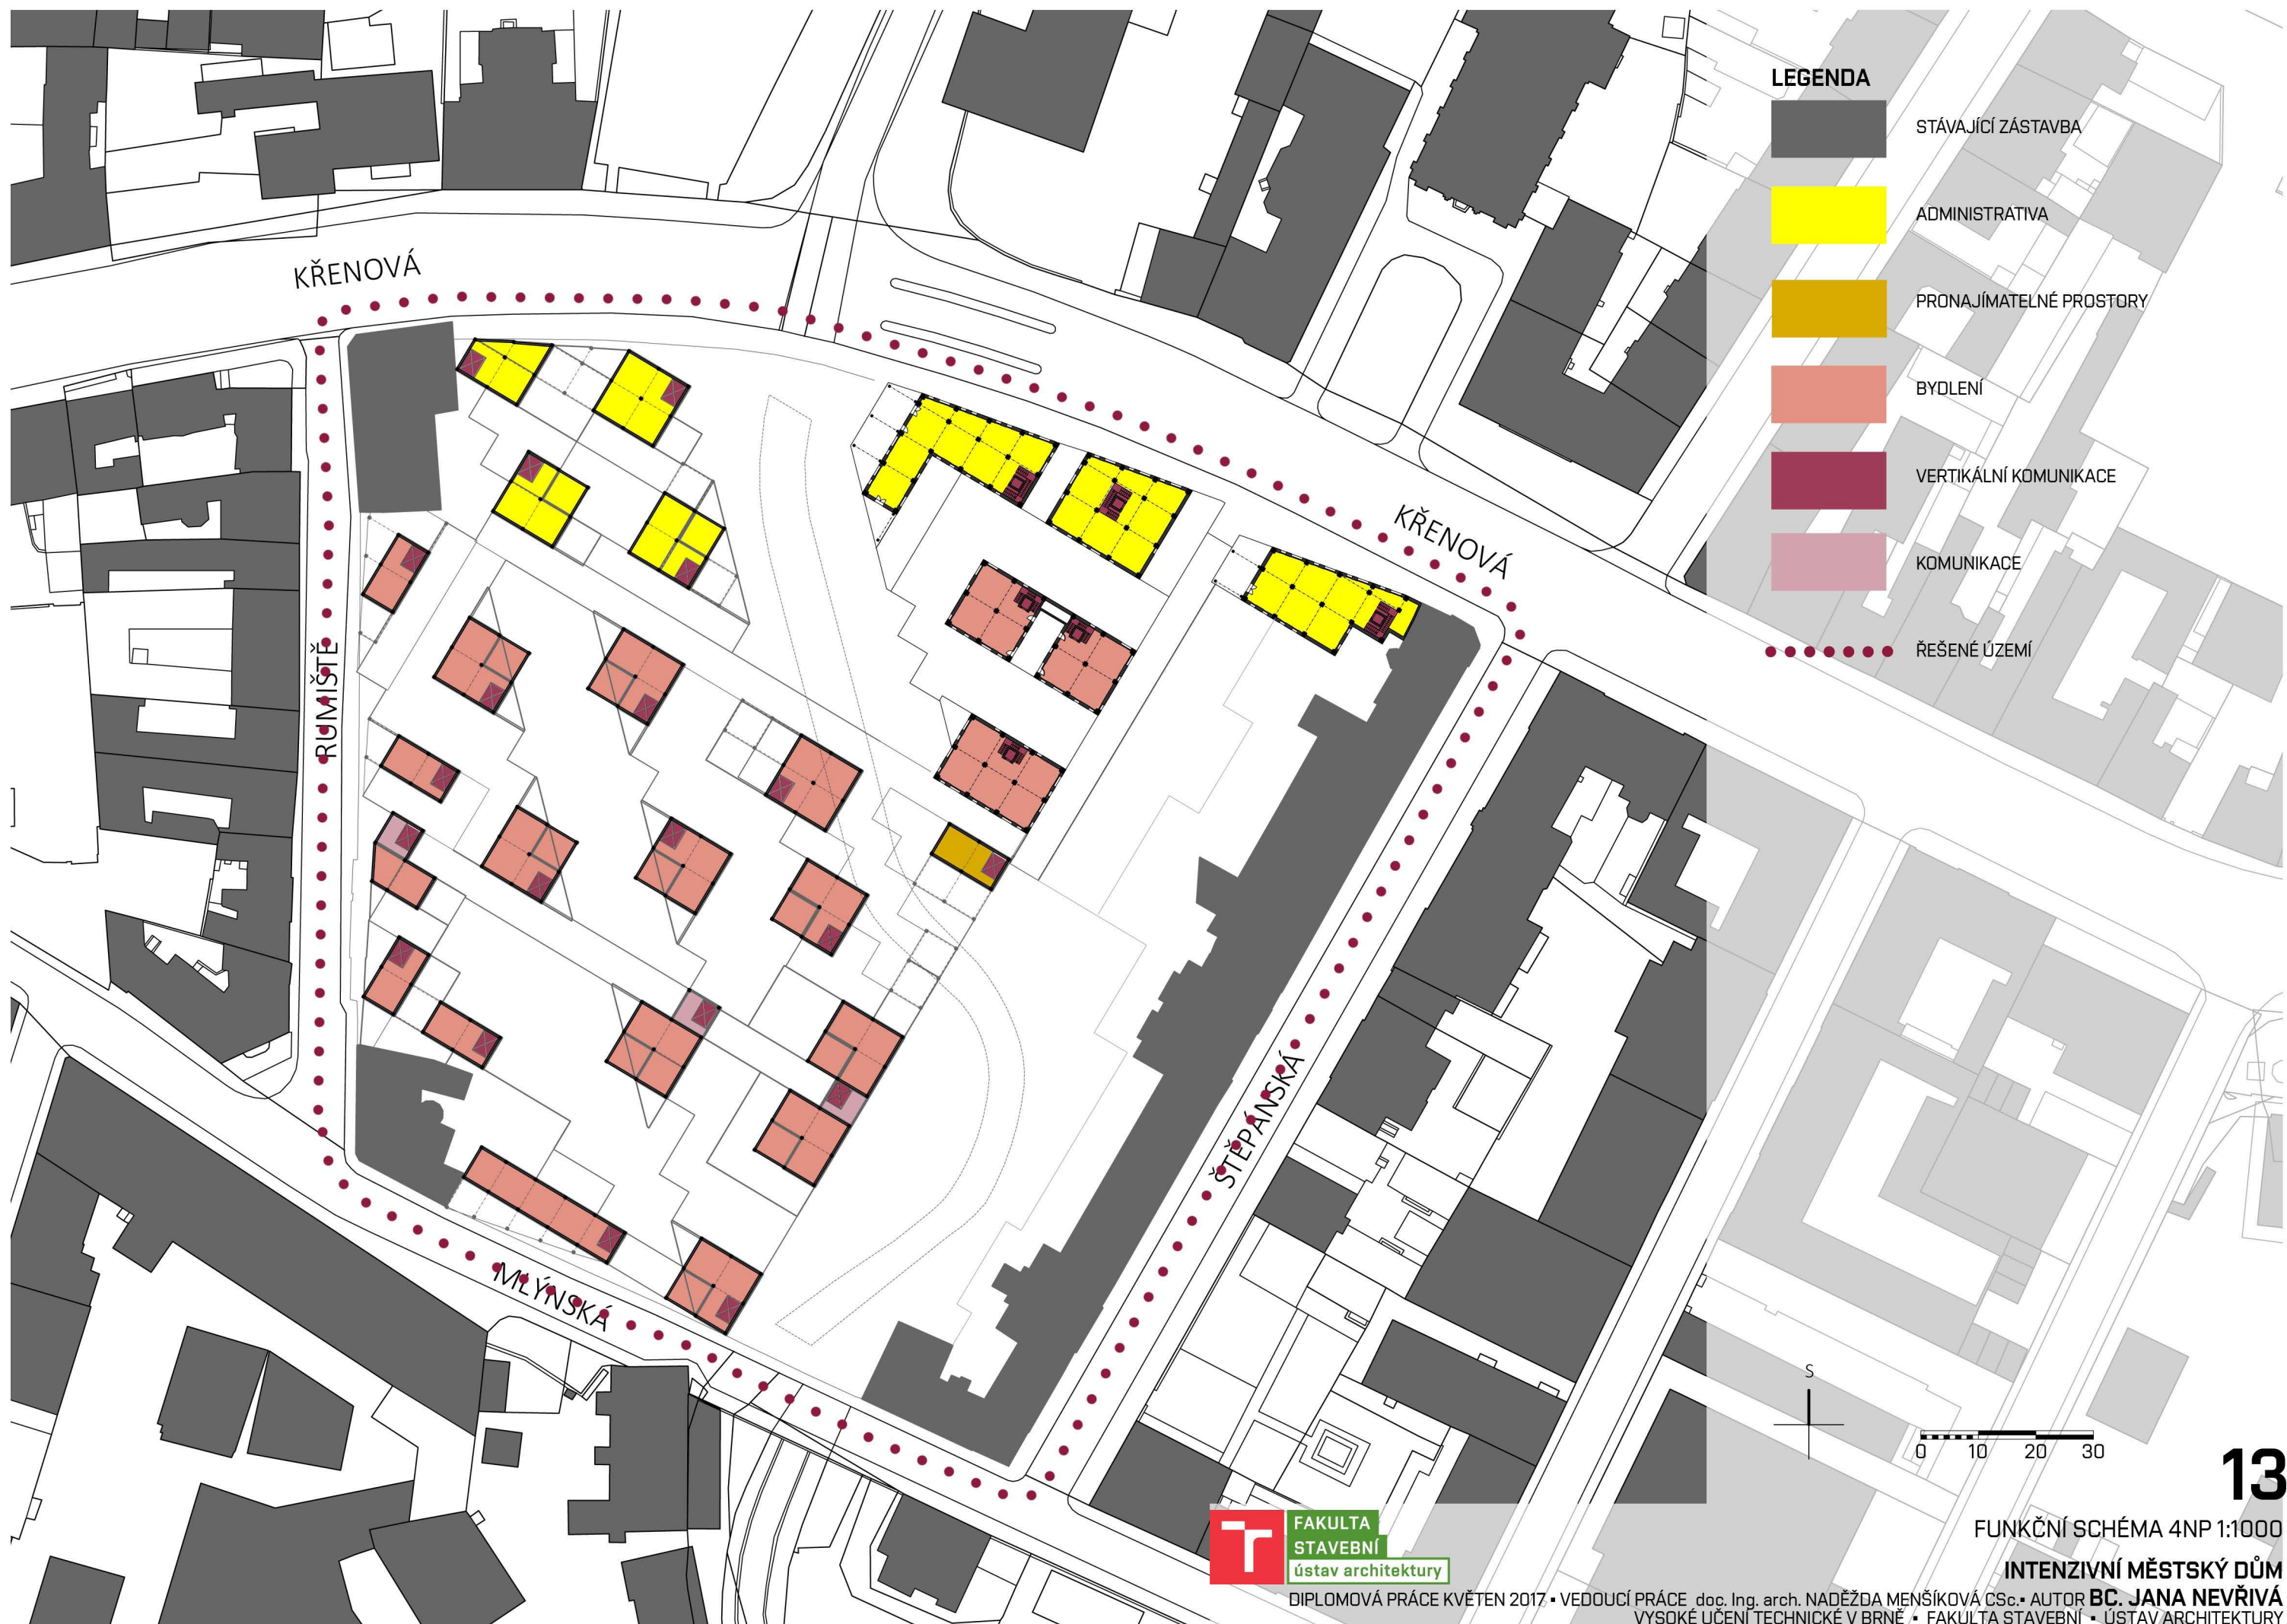 LEGENDA
STÁVAJÍCÍ ZÁSTAVBA
ADMINISTRATIVA
PRONAJÍMATELNÉ PROSTORY
BYDLENÍ
VERTIKÁLNÍ KOMUNIKACE
KOMUNIKACE
ŘEŠENÉ ÚZEMÍ
KŘENOVÁ
KŘENOVÁ
RUMIŠTĚ
ŠTĚPÁNSKÁ
MLÝNSKÁ
S
0 10 20 30
13
FUNKČNÍ SCHÉMA 4NP 1:1000
INTENZIVNÍ MĚSTSKÝ DŮM
FAKULTA
STAVEBNÍ
ústav architektury
DIPLOMOVÁ PRÁCE KVĚTEN 2017 ▪ VEDOUCÍ PRÁCE doc. Ing. arch. NADĚŽDA MENŠÍKOVÁ CSc. ▪ AUTOR BC. JANA NEVŘIVÁ
VYSOKÉ UČENÍ TECHNICKÉ V BRNĚ ▪ FAKULTA STAVEBNÍ ▪ ÚSTAV ARCHITEKTURY